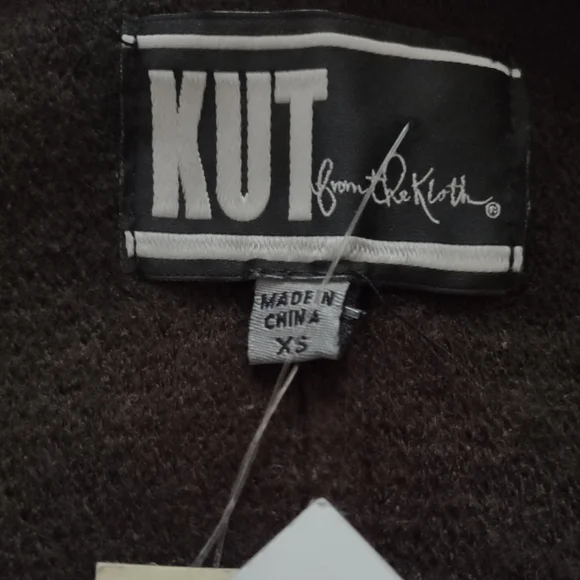 KUT
from the Kloth®
MADE IN
CHINA
XS